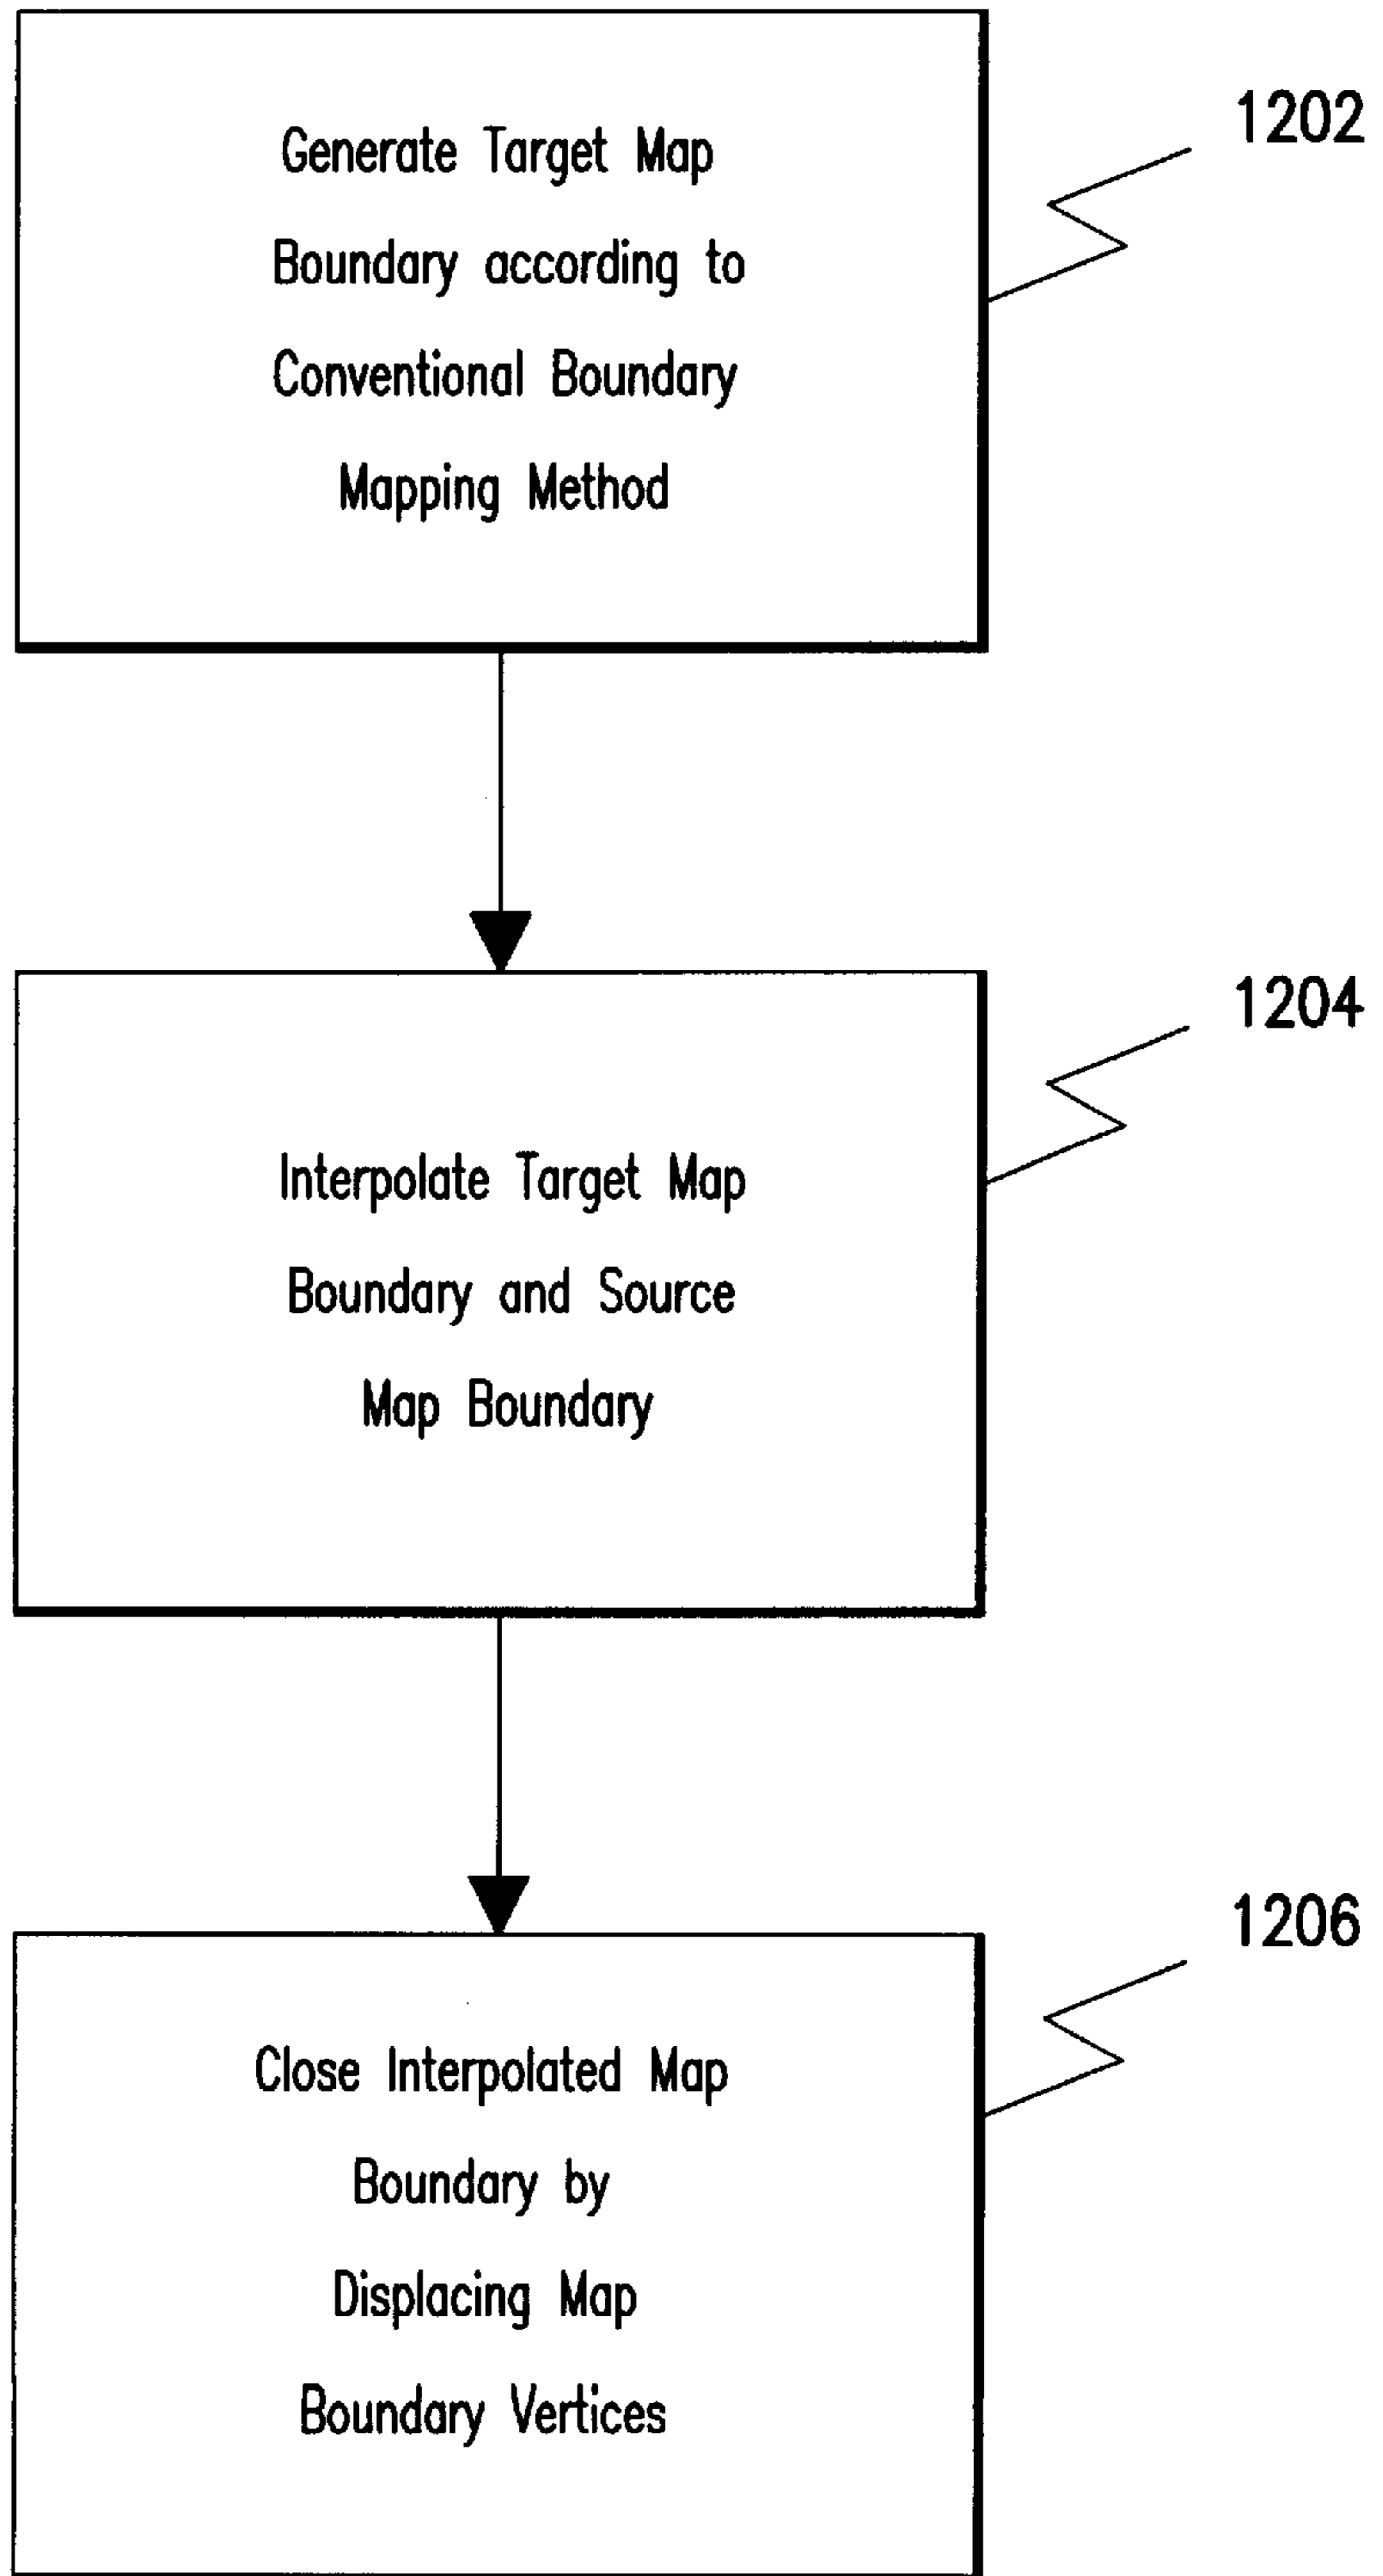 Generate Target Map
Boundary according to
Conventional Boundary
Mapping Method
1202
Interpolate Target Map
Boundary and Source
Map Boundary
1204
Close Interpolated Map
Boundary by
Displacing Map
Boundary Vertices
1206